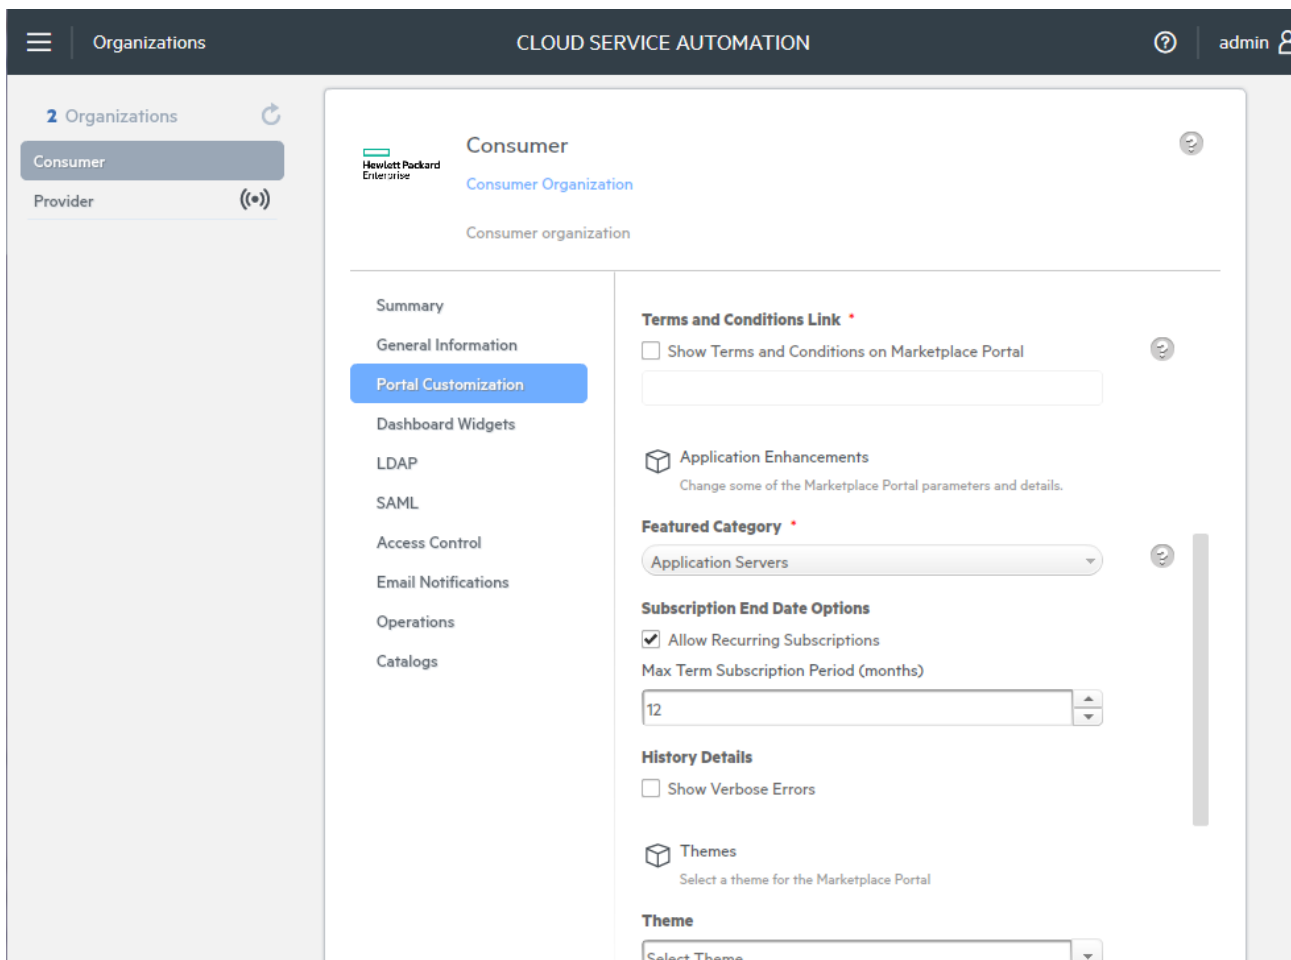 Organizations
CLOUD SERVICE AUTOMATION
admin
2 Organizations
Consumer
Provider
Hewlett Packard
Enterprise
Consumer
Consumer Organization
Consumer organization
Summary
General Information
Portal Customization
Dashboard Widgets
LDAP
SAML
Access Control
Email Notifications
Operations
Catalogs
Terms and Conditions Link *
Show Terms and Conditions on Marketplace Portal
Application Enhancements
Change some of the Marketplace Portal parameters and details.
Featured Category *
Application Servers
Subscription End Date Options
Allow Recurring Subscriptions
Max Term Subscription Period (months)
12
History Details
Show Verbose Errors
Themes
Select a theme for the Marketplace Portal
Theme
Select Theme